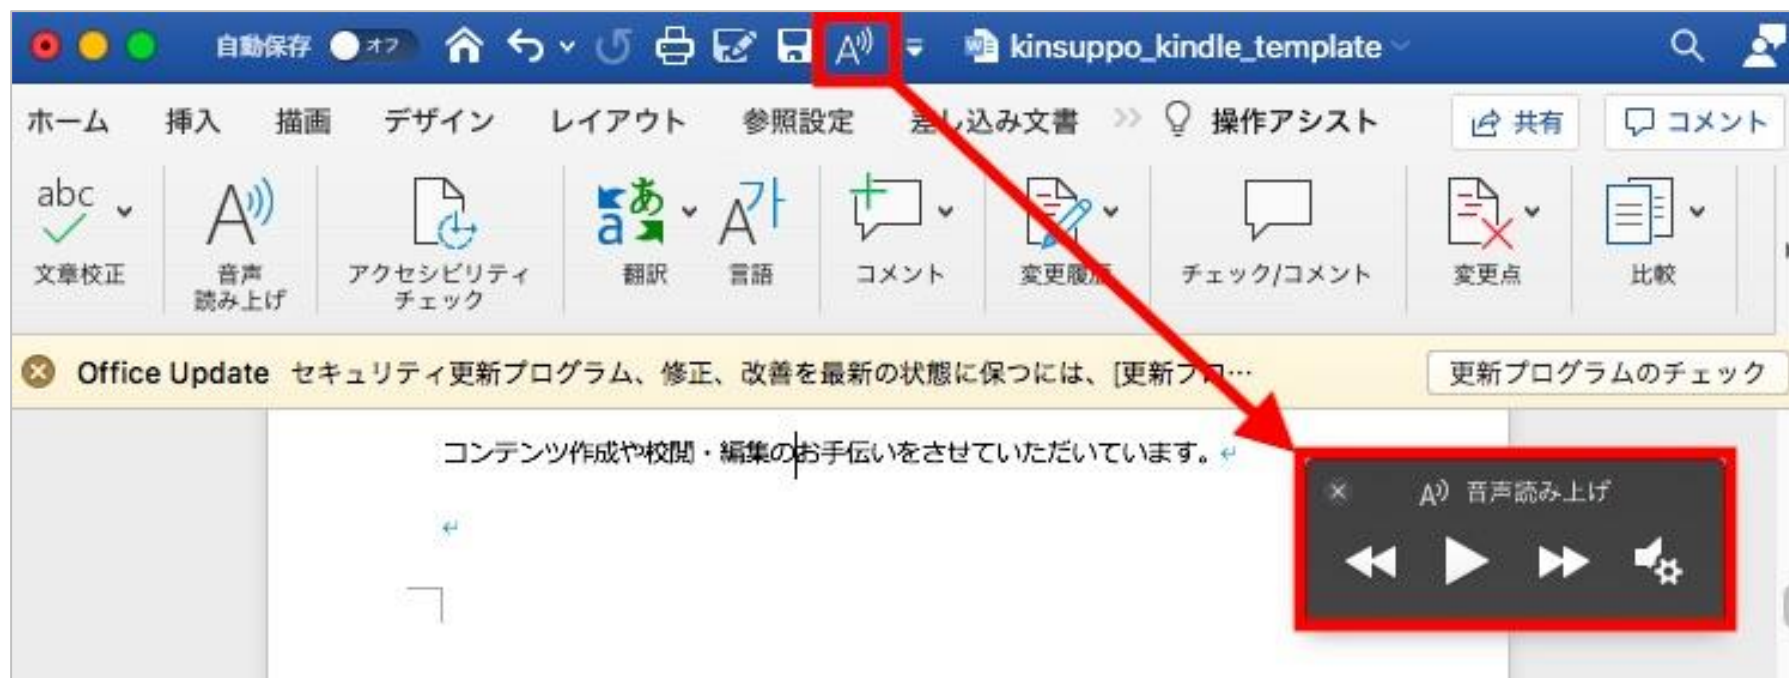 自動保存 オフ kinsuppo_kindle_template
ホーム 挿入 描画 デザイン レイアウト 参照設定 差し込み文書 操作アシスト 共有 コメント
abc
文章校正
音声
読み上げ
アクセシビリティ
チェック
あ
a
翻訳
A가
言語
コメント
変更履歴
チェック/コメント
変更点
比較
Office Update セキュリティ更新プログラム、修正、改善を最新の状態に保つには、[更新プロ… 更新プログラムのチェック
コンテンツ作成や校閲・編集のお手伝いをさせていただいています。
A 音声読み上げ